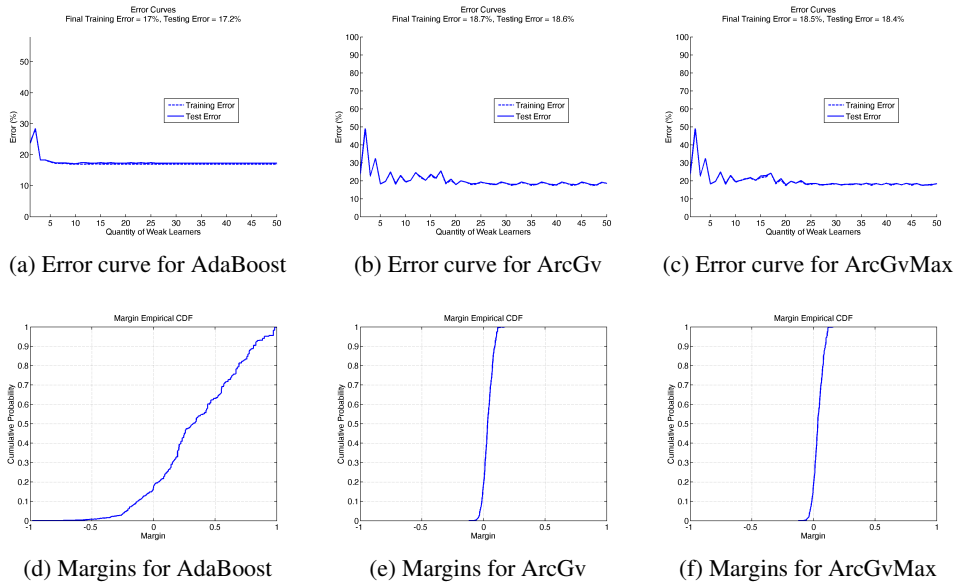 Error Curves
Final Training Error = 17%, Testing Error = 17.2%
Error (%)
50
40
30
20
10
0
Training Error
Test Error
5 10 15 20 25 30 35 40 45 50
Quantity of Weak Learners
(a) Error curve for AdaBoost
Error Curves
Final Training Error = 18.7%, Testing Error = 18.6%
Error (%)
100
90
80
70
60
50
40
30
20
10
0
Training Error
Test Error
5 10 15 20 25 30 35 40 45 50
Quantity of Weak Learners
(b) Error curve for ArcGv
Error Curves
Final Training Error = 18.5%, Testing Error = 18.4%
Error (%)
100
90
80
70
60
50
40
30
20
10
0
Training Error
Test Error
5 10 15 20 25 30 35 40 45 50
Quantity of Weak Learners
(c) Error curve for ArcGvMax
Margin Empirical CDF
Cumulative Probability
1
0.9
0.8
0.7
0.6
0.5
0.4
0.3
0.2
0.1
0
-1 -0.5 0 0.5 1
Margin
(d) Margins for AdaBoost
Margin Empirical CDF
Cumulative Probability
1
0.9
0.8
0.7
0.6
0.5
0.4
0.3
0.2
0.1
0
-1 -0.5 0 0.5 1
Margin
(e) Margins for ArcGv
Margin Empirical CDF
Cumulative Probability
1
0.9
0.8
0.7
0.6
0.5
0.4
0.3
0.2
0.1
0
-1 -0.5 0 0.5 1
Margin
(f) Margins for ArcGvMax